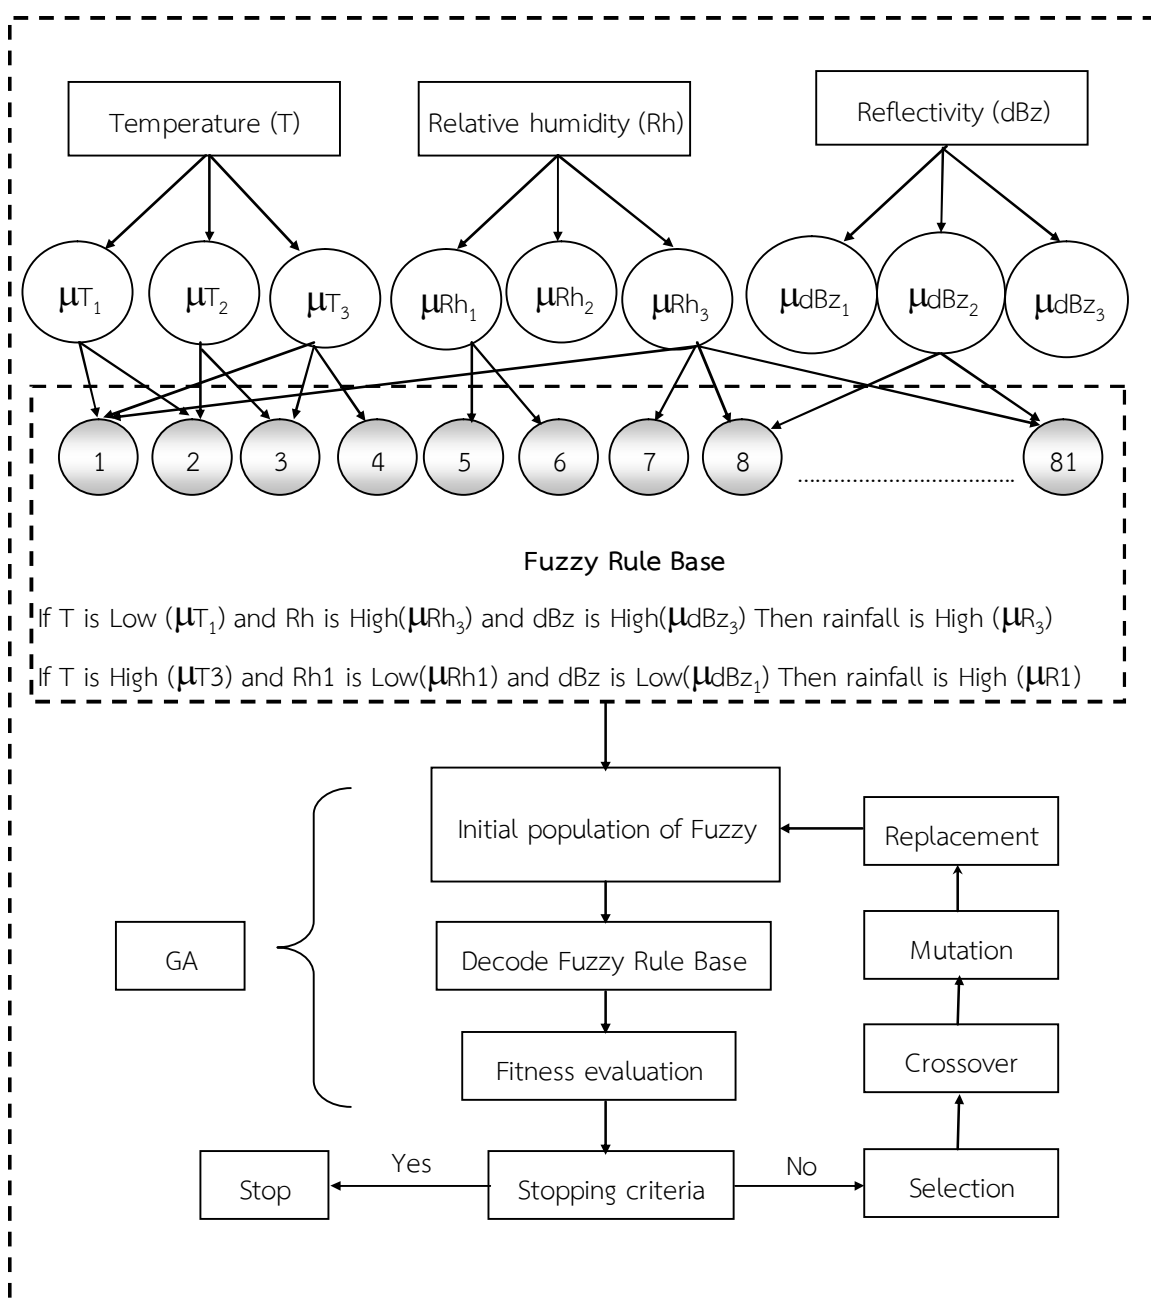 Temperature (T)
Relative humidity (Rh)
Reflectivity (dBz)
μT₁
μT₂
μT₃
μRh₁
μRh₂
μRh₃
μdBz₁
μdBz₂
μdBz₃
1
2
3
4
5
6
7
8
........................................
81
Fuzzy Rule Base
If T is Low (μT₁) and Rh is High(μRh₃) and dBz is High(μdBz₃) Then rainfall is High (μR₃)
If T is High (μT3) and Rh1 is Low(μRh1) and dBz is Low(μdBz₁) Then rainfall is High (μR1)
Initial population of Fuzzy
Replacement
GA
Decode Fuzzy Rule Base
Mutation
Fitness evaluation
Crossover
Stop
Yes
Stopping criteria
No
Selection